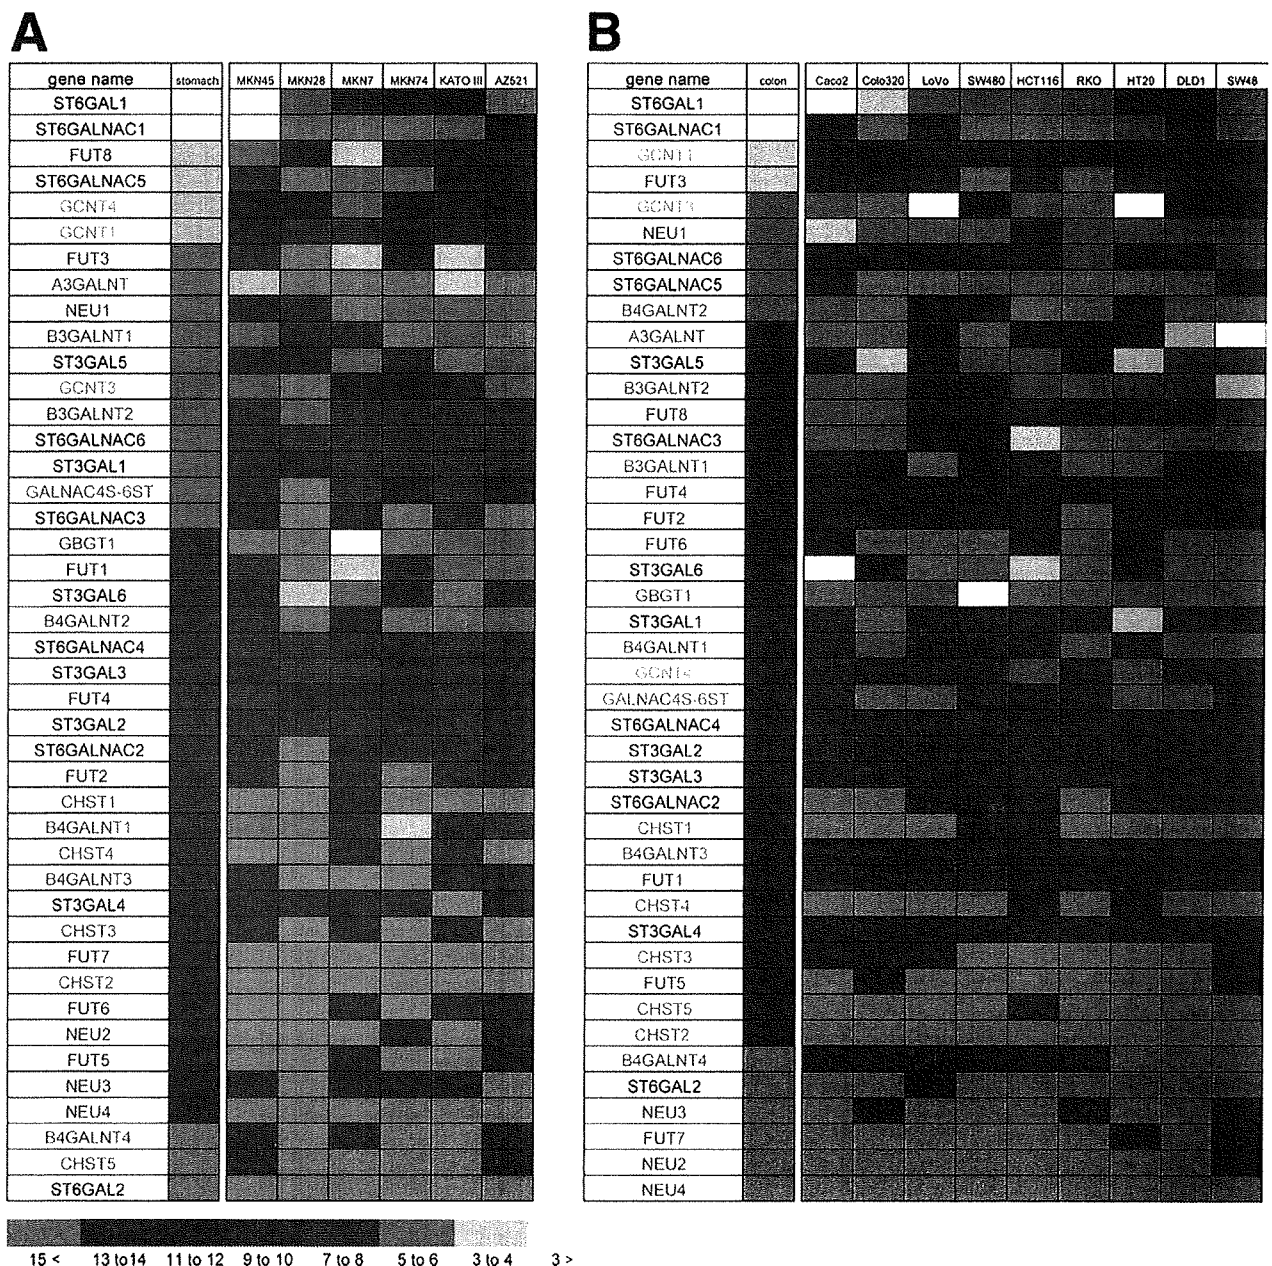 A
gene name stomach MKN45 MKN28 MKN7 MKN74 KATO III AZ521
ST6GAL1
ST6GALNAC1
FUT8
ST6GALNAC5
GCNT4
GCNT1
FUT3
A3GALNT
NEU1
B3GALNT1
ST3GAL5
GCNT3
B3GALNT2
ST6GALNAC6
ST3GAL1
GALNAC4S-6ST
ST6GALNAC3
GBGT1
FUT1
ST3GAL6
B4GALNT2
ST6GALNAC4
ST3GAL3
FUT4
ST3GAL2
ST6GALNAC2
FUT2
CHST1
B4GALNT1
CHST4
B4GALNT3
ST3GAL4
CHST3
FUT7
CHST2
FUT6
NEU2
FUT5
NEU3
NEU4
B4GALNT4
CHST5
ST6GAL2
15 < 13 to14 11 to 12 9 to 10 7 to 8 5 to 6 3 to 4 3 >
B
gene name colon Caco2 Colo320 LoVo SW480 HCT116 RKO HT29 DLD1 SW48
ST6GAL1
ST6GALNAC1
GCNT1
FUT3
GCNT3
NEU1
ST6GALNAC6
ST6GALNAC5
B4GALNT2
A3GALNT
ST3GAL5
B3GALNT2
FUT8
ST6GALNAC3
B3GALNT1
FUT4
FUT2
FUT6
ST3GAL6
GBGT1
ST3GAL1
B4GALNT1
GCNT4
GALNAC4S-6ST
ST6GALNAC4
ST3GAL2
ST3GAL3
ST6GALNAC2
CHST1
B4GALNT3
FUT1
CHST4
ST3GAL4
CHST3
FUT5
CHST5
CHST2
B4GALNT4
ST6GAL2
NEU3
FUT7
NEU2
NEU4